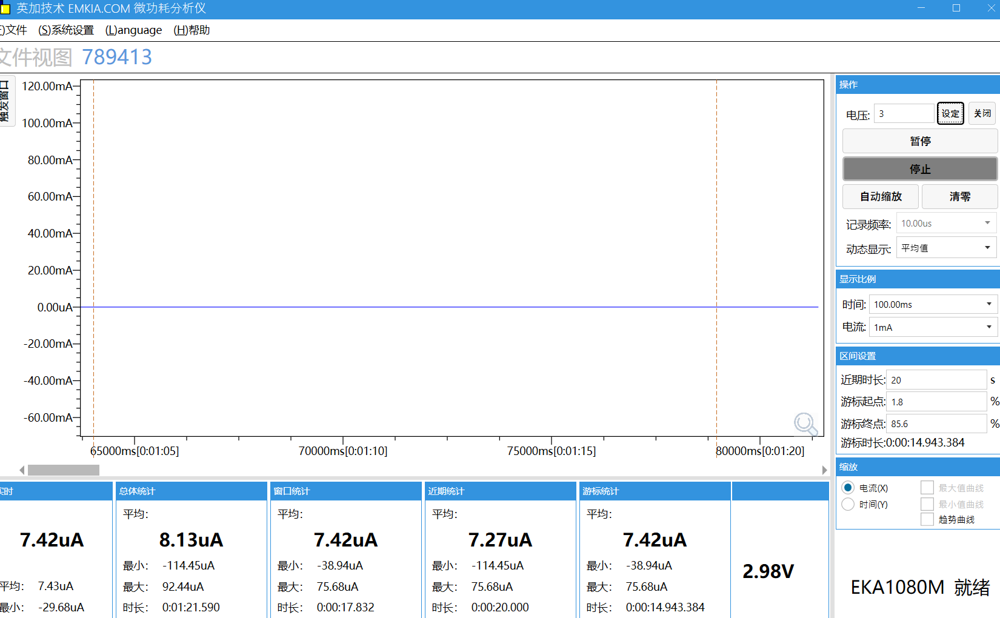 英加技术 EMKIA.COM 微功耗分析仪
)文件 (S)系统设置 (L)anguage (H)帮助
文件视图 789413
触发窗口
120.00mA
100.00mA
80.00mA
60.00mA
40.00mA
20.00mA
0.00uA
-20.00mA
-40.00mA
-60.00mA
65000ms[0:01:05] 70000ms[0:01:10] 75000ms[0:01:15] 80000ms[0:01:20]
操作
电压: 3 设定 关闭
暂停
停止
自动缩放 清零
记录频率: 10.00us
动态显示: 平均值
显示比例
时间: 100.00ms
电流: 1mA
区间设置
近期时长: 20 s
游标起点: 1.8 %
游标终点: 85.6 %
游标时长:0:00:14.943.384
缩放
电流(X) 最大值曲线
时间(Y) 最小值曲线
趋势曲线
EKA1080M 就绪
实时
7.42uA
平均: 7.43uA
最小: -29.68uA
总体统计
平均:
8.13uA
最小: -114.45uA
最大: 92.44uA
时长: 0:01:21.590
窗口统计
平均:
7.42uA
最小: -38.94uA
最大: 75.68uA
时长: 0:00:17.832
近期统计
平均:
7.27uA
最小: -114.45uA
最大: 75.68uA
时长: 0:00:20.000
游标统计
平均:
7.42uA
最小: -38.94uA
最大: 75.68uA
时长: 0:00:14.943.384
2.98V